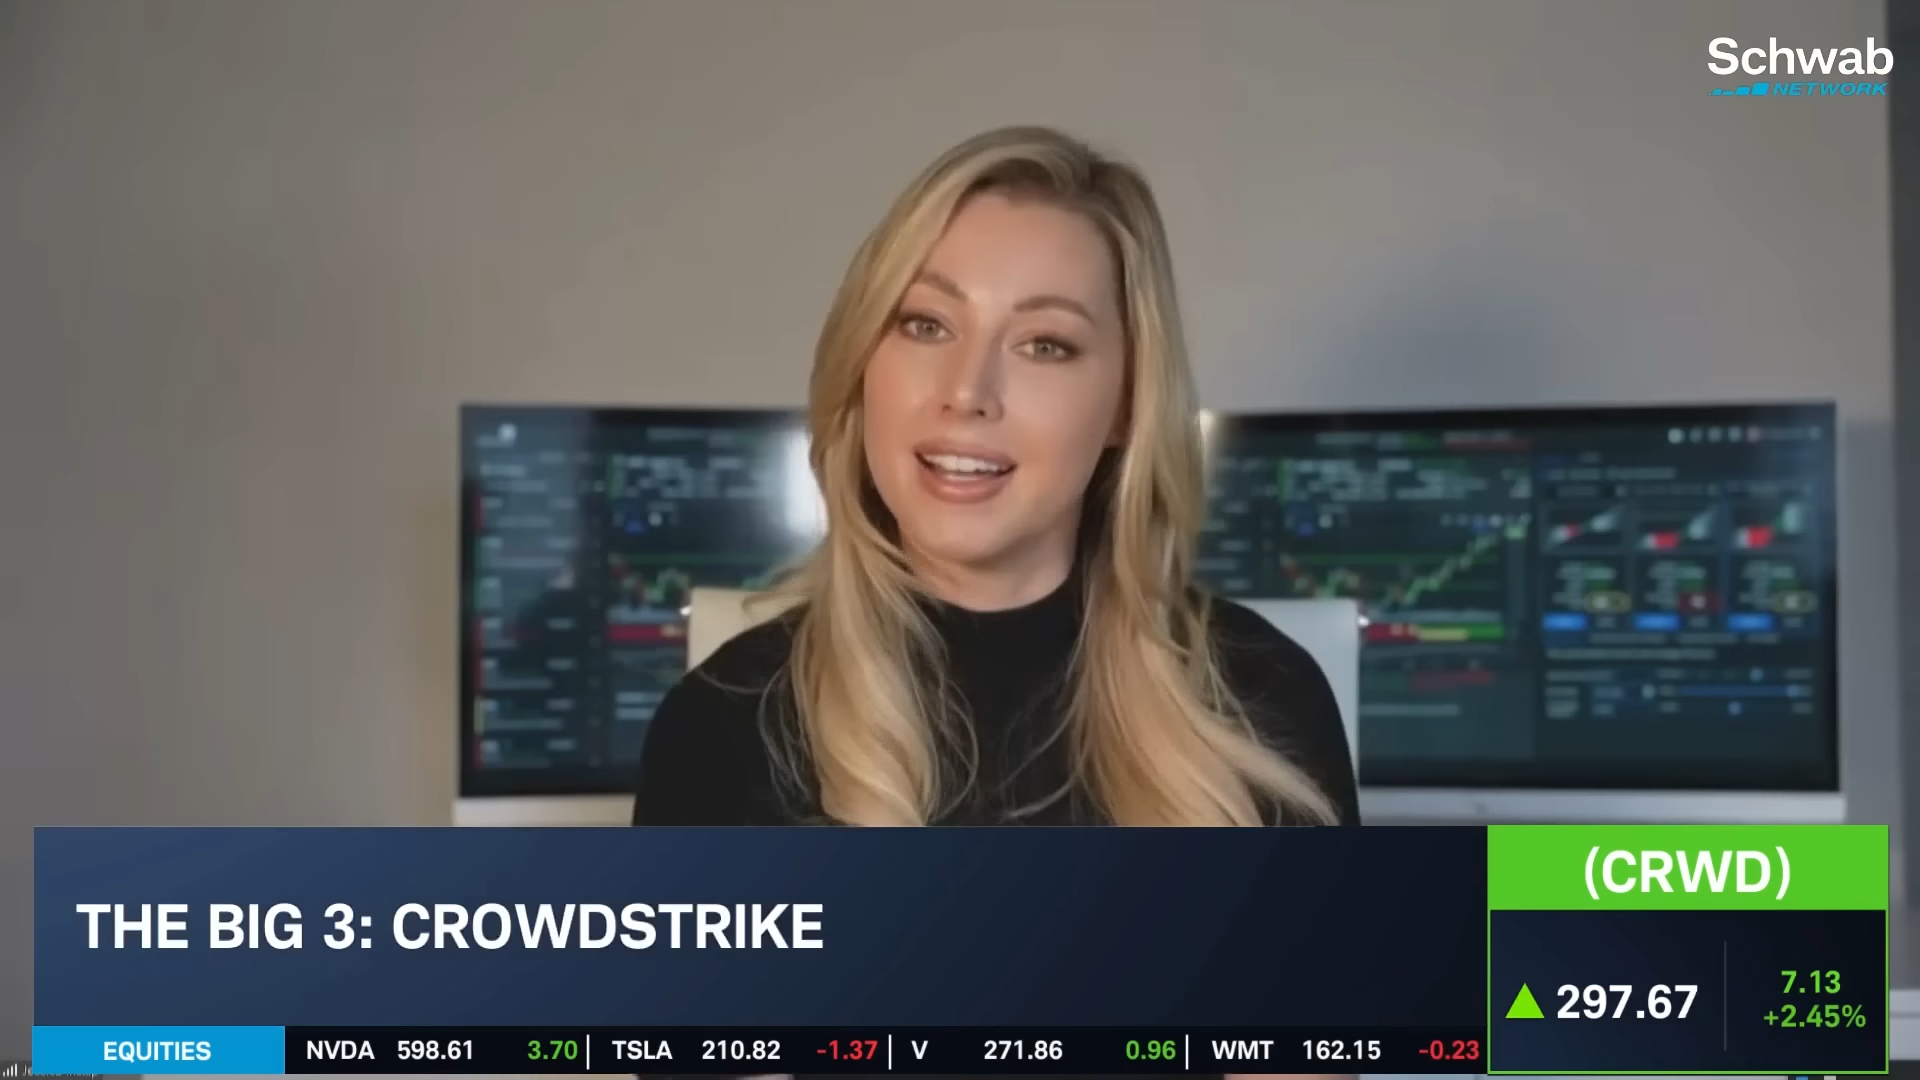 Schwab
NETWORK
(CRWD)
THE BIG 3: CROWDSTRIKE
297.67
7.13
+2.45%
EQUITIES NVDA 598.61 3.70 TSLA 210.82 -1.37 V 271.86 0.96 WMT 162.15 -0.23